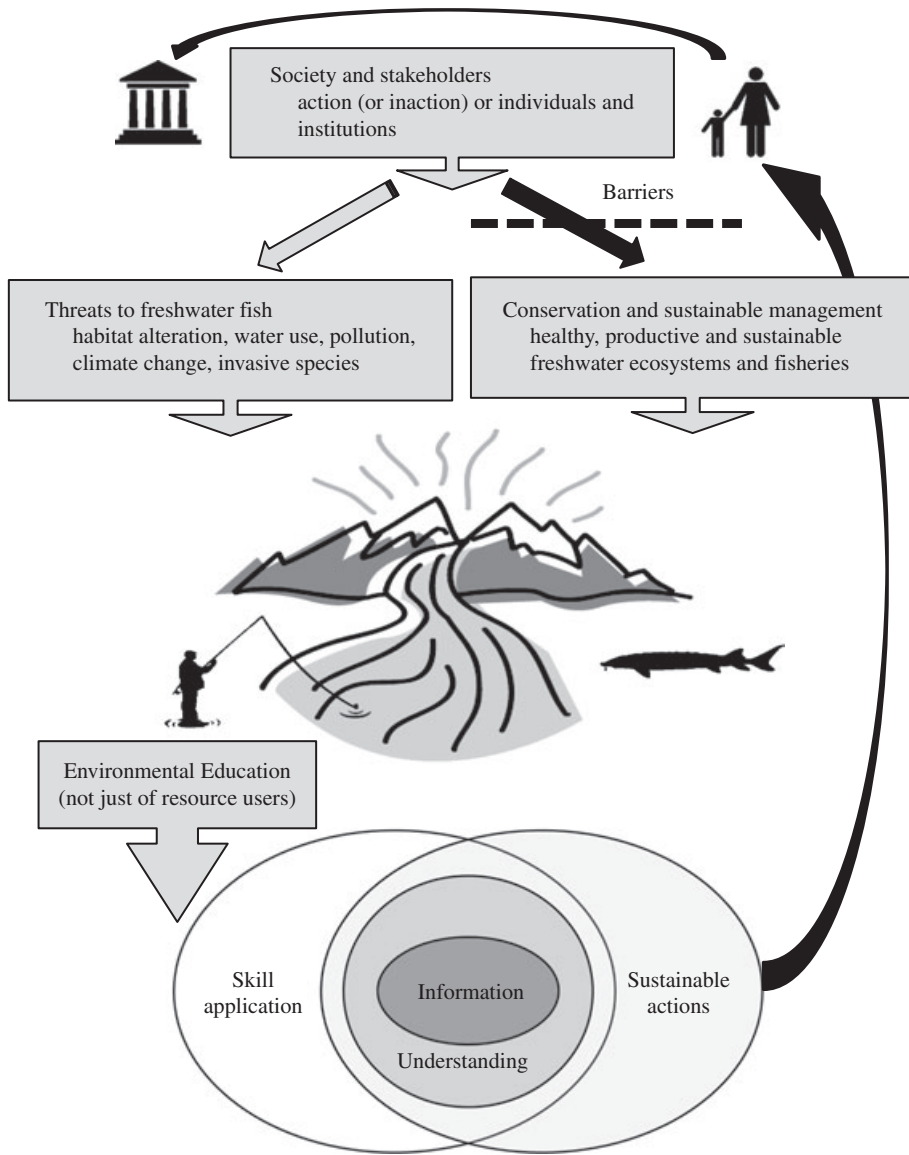 Society and stakeholders
action (or inaction) or individuals and
institutions
Barriers
Threats to freshwater fish
habitat alteration, water use, pollution,
climate change, invasive species
Conservation and sustainable management
healthy, productive and sustainable
freshwater ecosystems and fisheries
Environmental Education
(not just of resource users)
Skill
application
Information
Understanding
Sustainable
actions